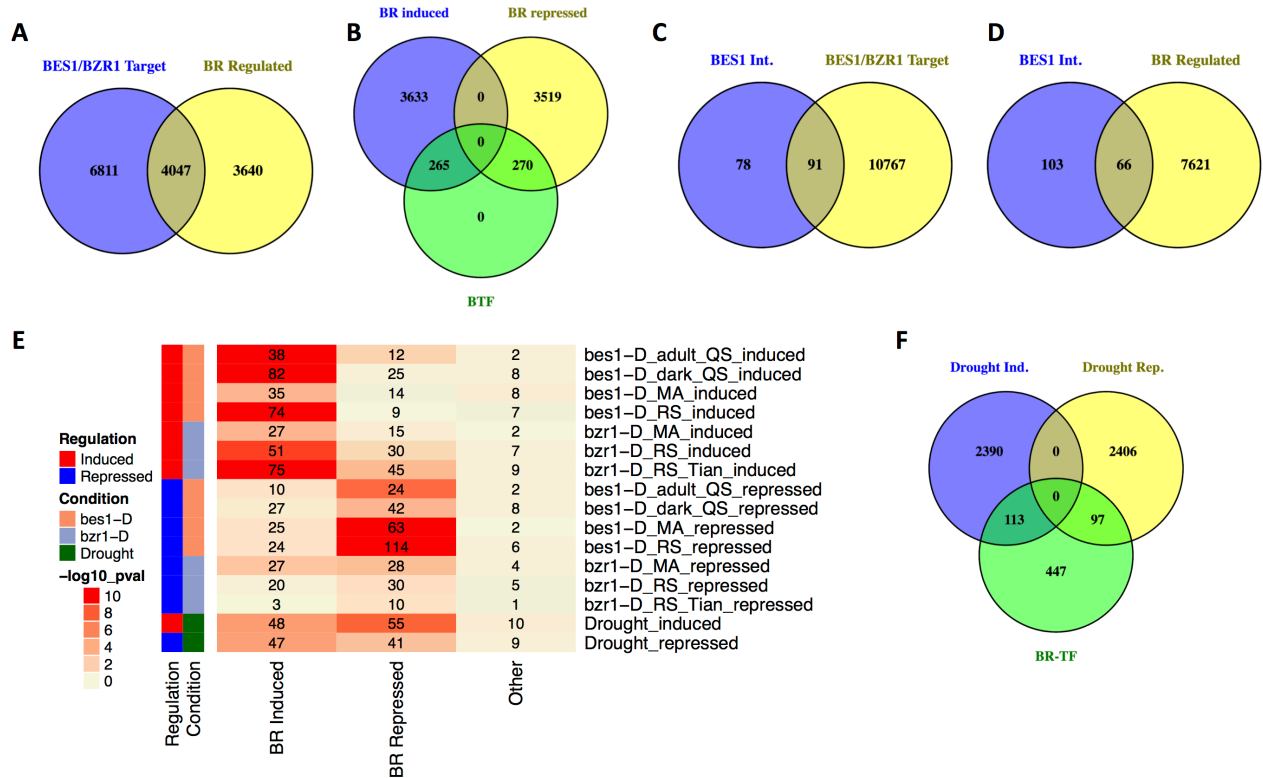 A
BES1/BZR1 Target
BR Regulated
6811
4047
3640
B
BR induced
BR repressed
3633
0
3519
0
265
270
0
BTF
C
BES1 Int.
BES1/BZR1 Target
78
91
10767
D
BES1 Int.
BR Regulated
103
66
7621
E
Regulation
Induced
Repressed
Condition
bes1-D
bzr1-D
Drought
-log10_pval
10
8
6
4
2
0
38 12 2 bes1-D_adult_QS_induced
82 25 8 bes1-D_dark_QS_induced
35 14 8 bes1-D_MA_induced
74 9 7 bes1-D_RS_induced
27 15 2 bzr1-D_MA_induced
51 30 7 bzr1-D_RS_induced
75 45 9 bzr1-D_RS_Tian_induced
10 24 2 bes1-D_adult_QS_repressed
27 42 8 bes1-D_dark_QS_repressed
25 63 2 bes1-D_MA_repressed
24 114 6 bes1-D_RS_repressed
27 28 4 bzr1-D_MA_repressed
20 30 5 bzr1-D_RS_repressed
3 10 1 bzr1-D_RS_Tian_repressed
48 55 10 Drought_induced
47 41 9 Drought_repressed
Regulation
Condition
BR Induced
BR Repressed
Other
F
Drought Ind.
Drought Rep.
2390
0
2406
0
113
97
447
BR-TF